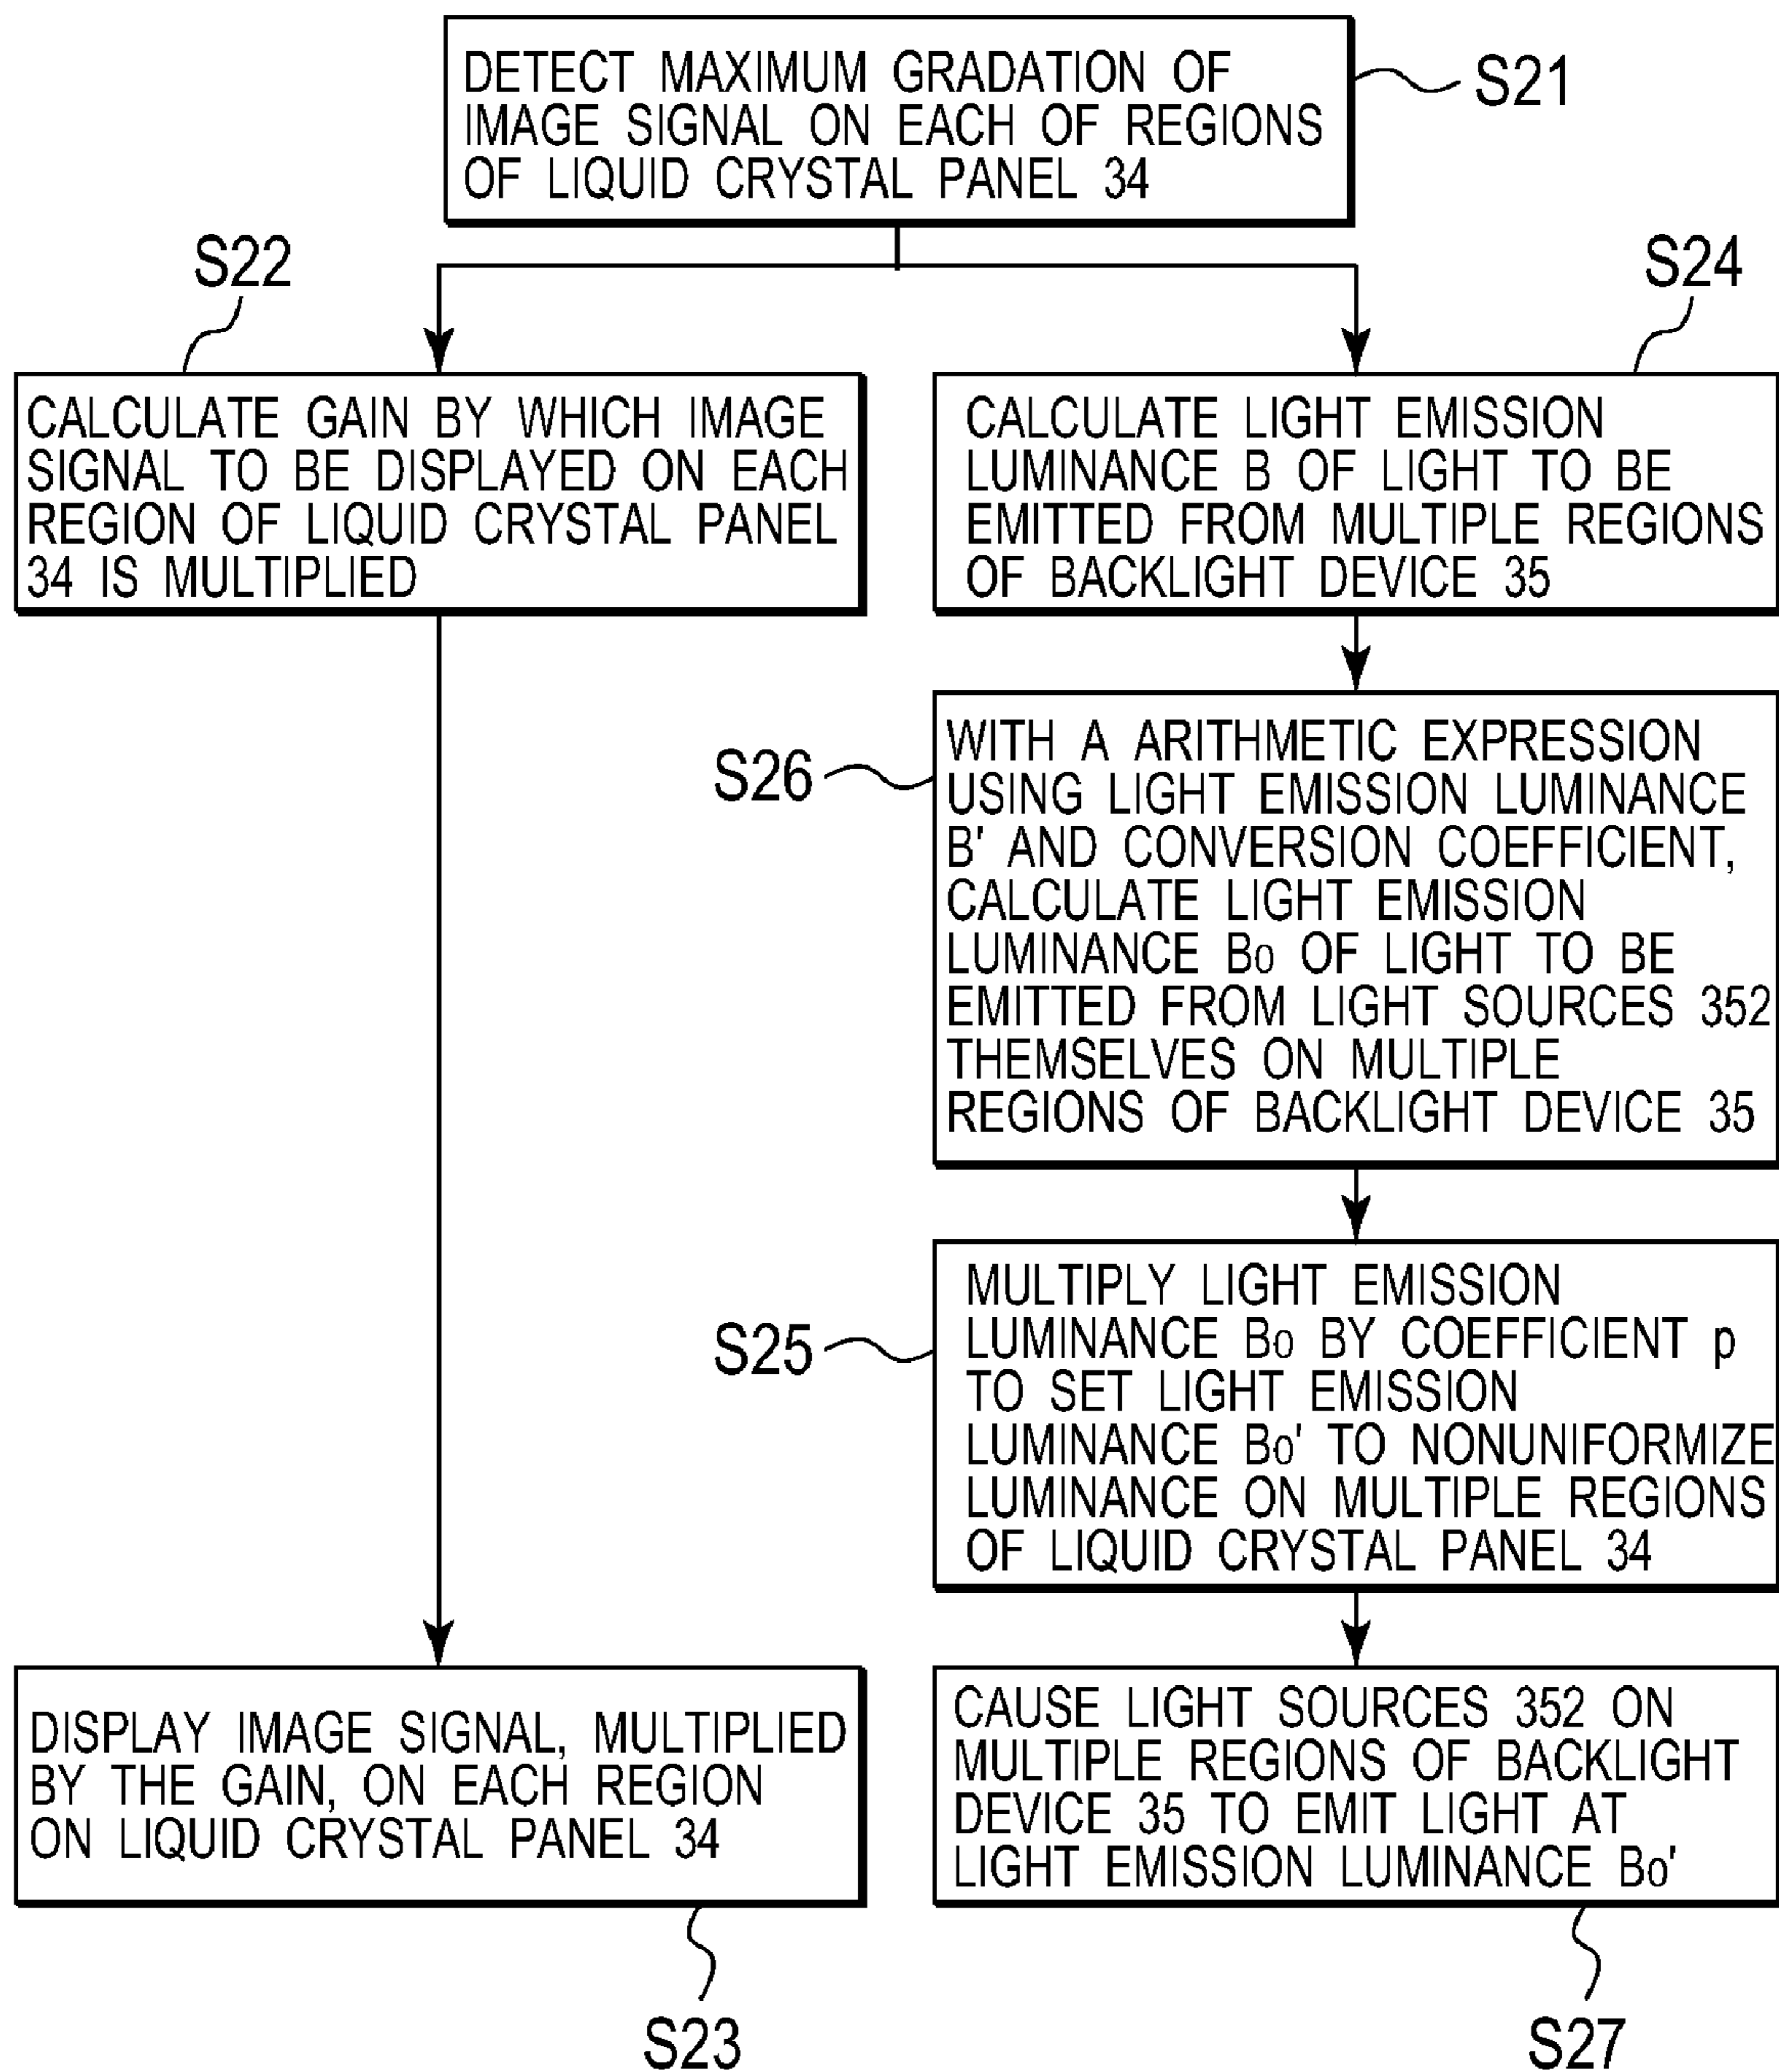 DETECT MAXIMUM GRADATION OF
IMAGE SIGNAL ON EACH OF REGIONS
OF LIQUID CRYSTAL PANEL 34
S21
S22
CALCULATE GAIN BY WHICH IMAGE
SIGNAL TO BE DISPLAYED ON EACH
REGION OF LIQUID CRYSTAL PANEL
34 IS MULTIPLIED
S24
CALCULATE LIGHT EMISSION
LUMINANCE B OF LIGHT TO BE
EMITTED FROM MULTIPLE REGIONS
OF BACKLIGHT DEVICE 35
S26
WITH A ARITHMETIC EXPRESSION
USING LIGHT EMISSION LUMINANCE
B' AND CONVERSION COEFFICIENT,
CALCULATE LIGHT EMISSION
LUMINANCE Bo OF LIGHT TO BE
EMITTED FROM LIGHT SOURCES 352
THEMSELVES ON MULTIPLE
REGIONS OF BACKLIGHT DEVICE 35
S25
MULTIPLY LIGHT EMISSION
LUMINANCE Bo BY COEFFICIENT p
TO SET LIGHT EMISSION
LUMINANCE Bo' TO NONUNIFORMIZE
LUMINANCE ON MULTIPLE REGIONS
OF LIQUID CRYSTAL PANEL 34
DISPLAY IMAGE SIGNAL, MULTIPLIED
BY THE GAIN, ON EACH REGION
ON LIQUID CRYSTAL PANEL 34
S23
CAUSE LIGHT SOURCES 352 ON
MULTIPLE REGIONS OF BACKLIGHT
DEVICE 35 TO EMIT LIGHT AT
LIGHT EMISSION LUMINANCE Bo'
S27